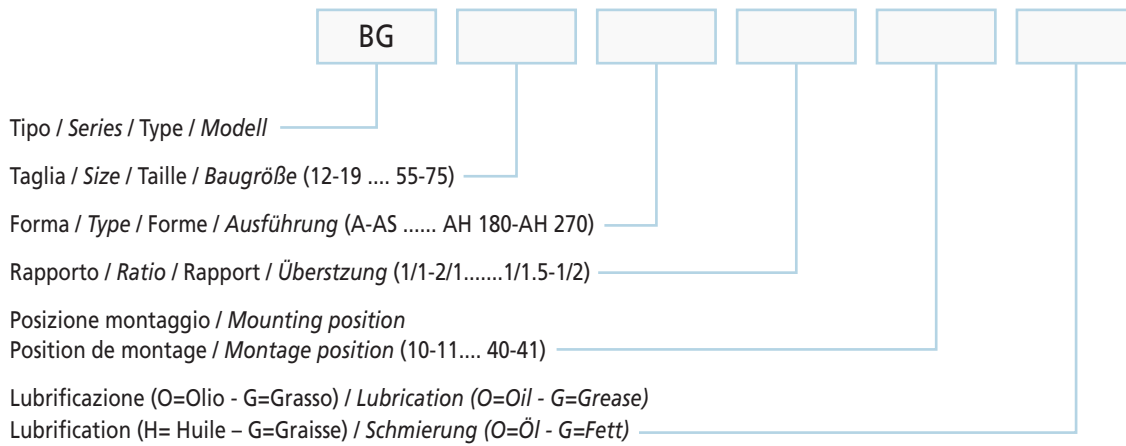 BG
Tipo / Series / Type / Modell
Taglia / Size / Taille / Baugröße (12-19 .... 55-75)
Forma / Type / Forme / Ausführung (A-AS ...... AH 180-AH 270)
Rapporto / Ratio / Rapport / Überstzung (1/1-2/1.......1/1.5-1/2)
Posizione montaggio / Mounting position
Position de montage / Montage position (10-11.... 40-41)
Lubrificazione (O=Olio - G=Grasso) / Lubrication (O=Oil - G=Grease)
Lubrification (H= Huile – G=Graisse) / Schmierung (O=Öl - G=Fett)